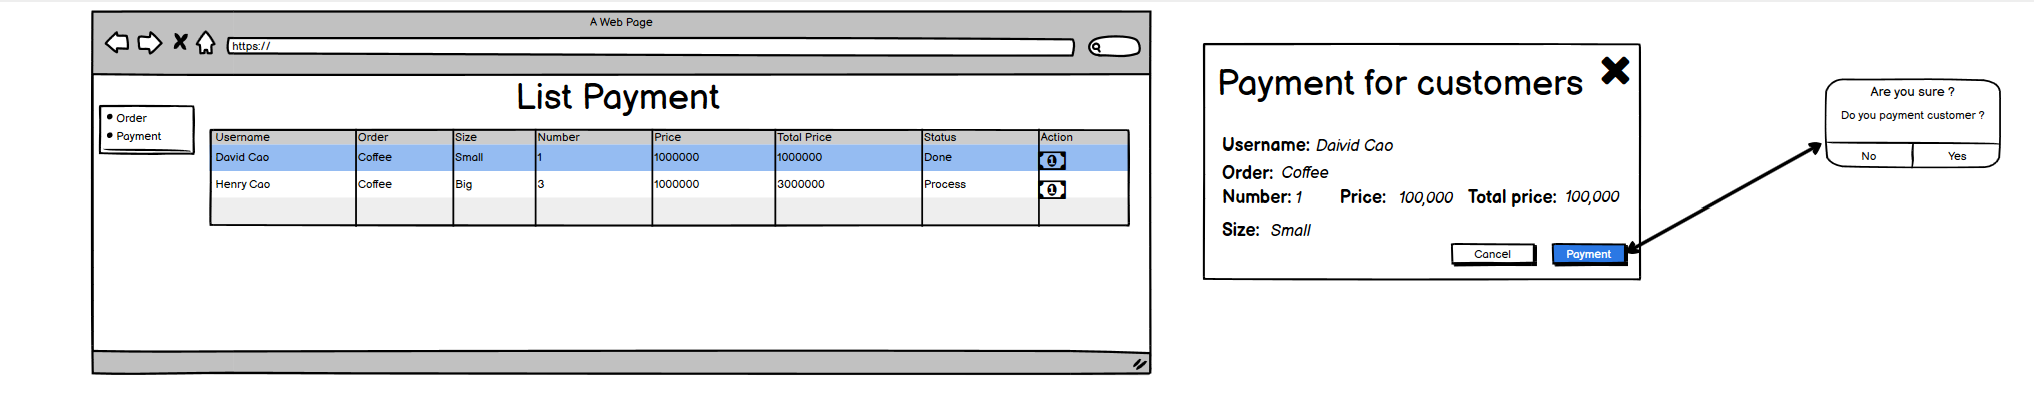 A Web Page
https://
List Payment
Order
Payment
Username Order Size Number Price Total Price Status Action
David Cao Coffee Small 1 1000000 1000000 Done 1
Henry Cao Coffee Big 3 1000000 3000000 Process 1
Payment for customers
Username: Daivid Cao
Order: Coffee
Number: 1 Price: 100,000 Total price: 100,000
Size: Small
Cancel Payment
Are you sure ?
Do you payment customer ?
No Yes